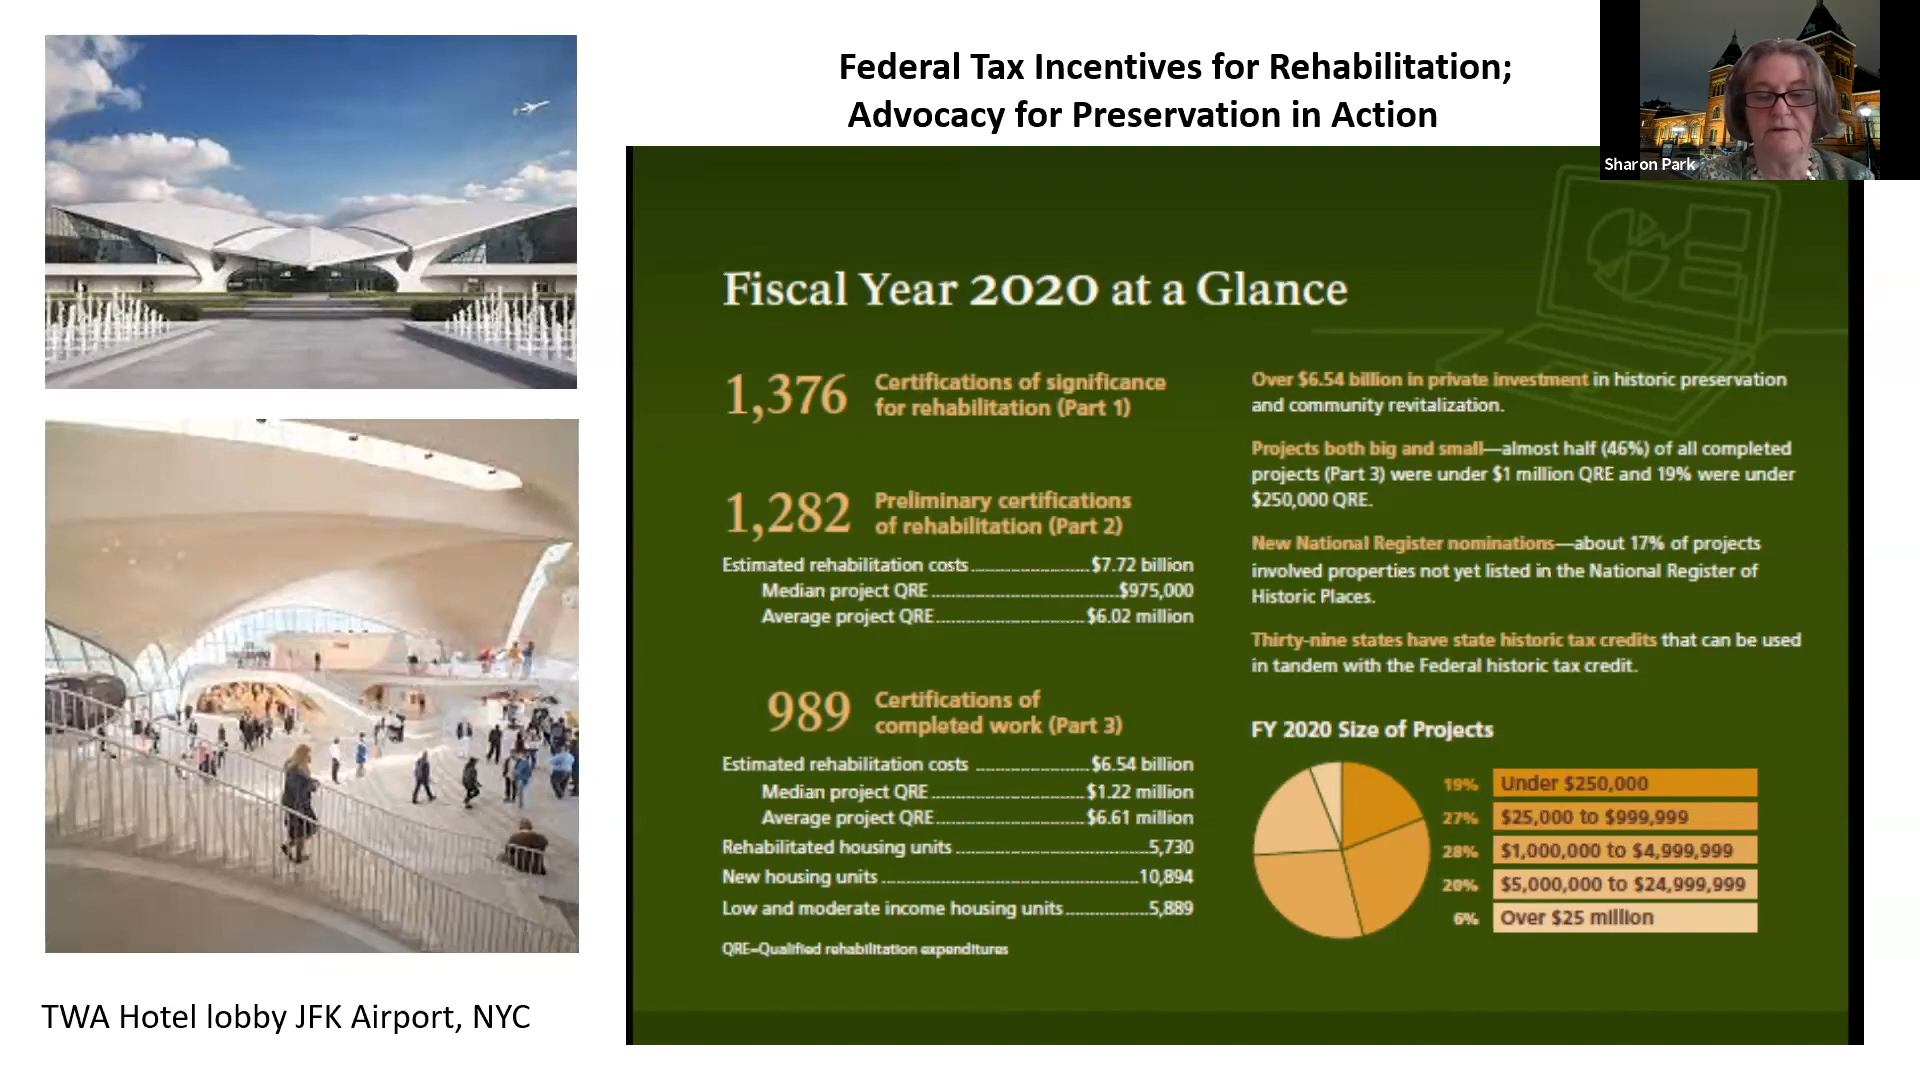 Federal Tax Incentives for Rehabilitation;
Advocacy for Preservation in Action
Sharon Park
Fiscal Year 2020 at a Glance
1,376 Certifications of significance
for rehabilitation (Part 1)
1,282 Preliminary certifications
of rehabilitation (Part 2)
Estimated rehabilitation costs $7.72 billion
Median project QRE $975,000
Average project QRE $6.02 million
989 Certifications of
completed work (Part 3)
Estimated rehabilitation costs $6.54 billion
Median project QRE $1.22 million
Average project QRE $6.61 million
Rehabilitated housing units 5,730
New housing units 10,894
Low and moderate income housing units 5,889
QRE=Qualified rehabilitation expenditures
Over $6.54 billion in private investment in historic preservation
and community revitalization.
Projects both big and small—almost half (46%) of all completed
projects (Part 3) were under $1 million QRE and 19% were under
$250,000 QRE.
New National Register nominations—about 17% of projects
involved properties not yet listed in the National Register of
Historic Places.
Thirty-nine states have state historic tax credits that can be used
in tandem with the Federal historic tax credit.
FY 2020 Size of Projects
19% Under $250,000
27% $25,000 to $999,999
28% $1,000,000 to $4,999,999
20% $5,000,000 to $24,999,999
6% Over $25 million
TWA Hotel lobby JFK Airport, NYC